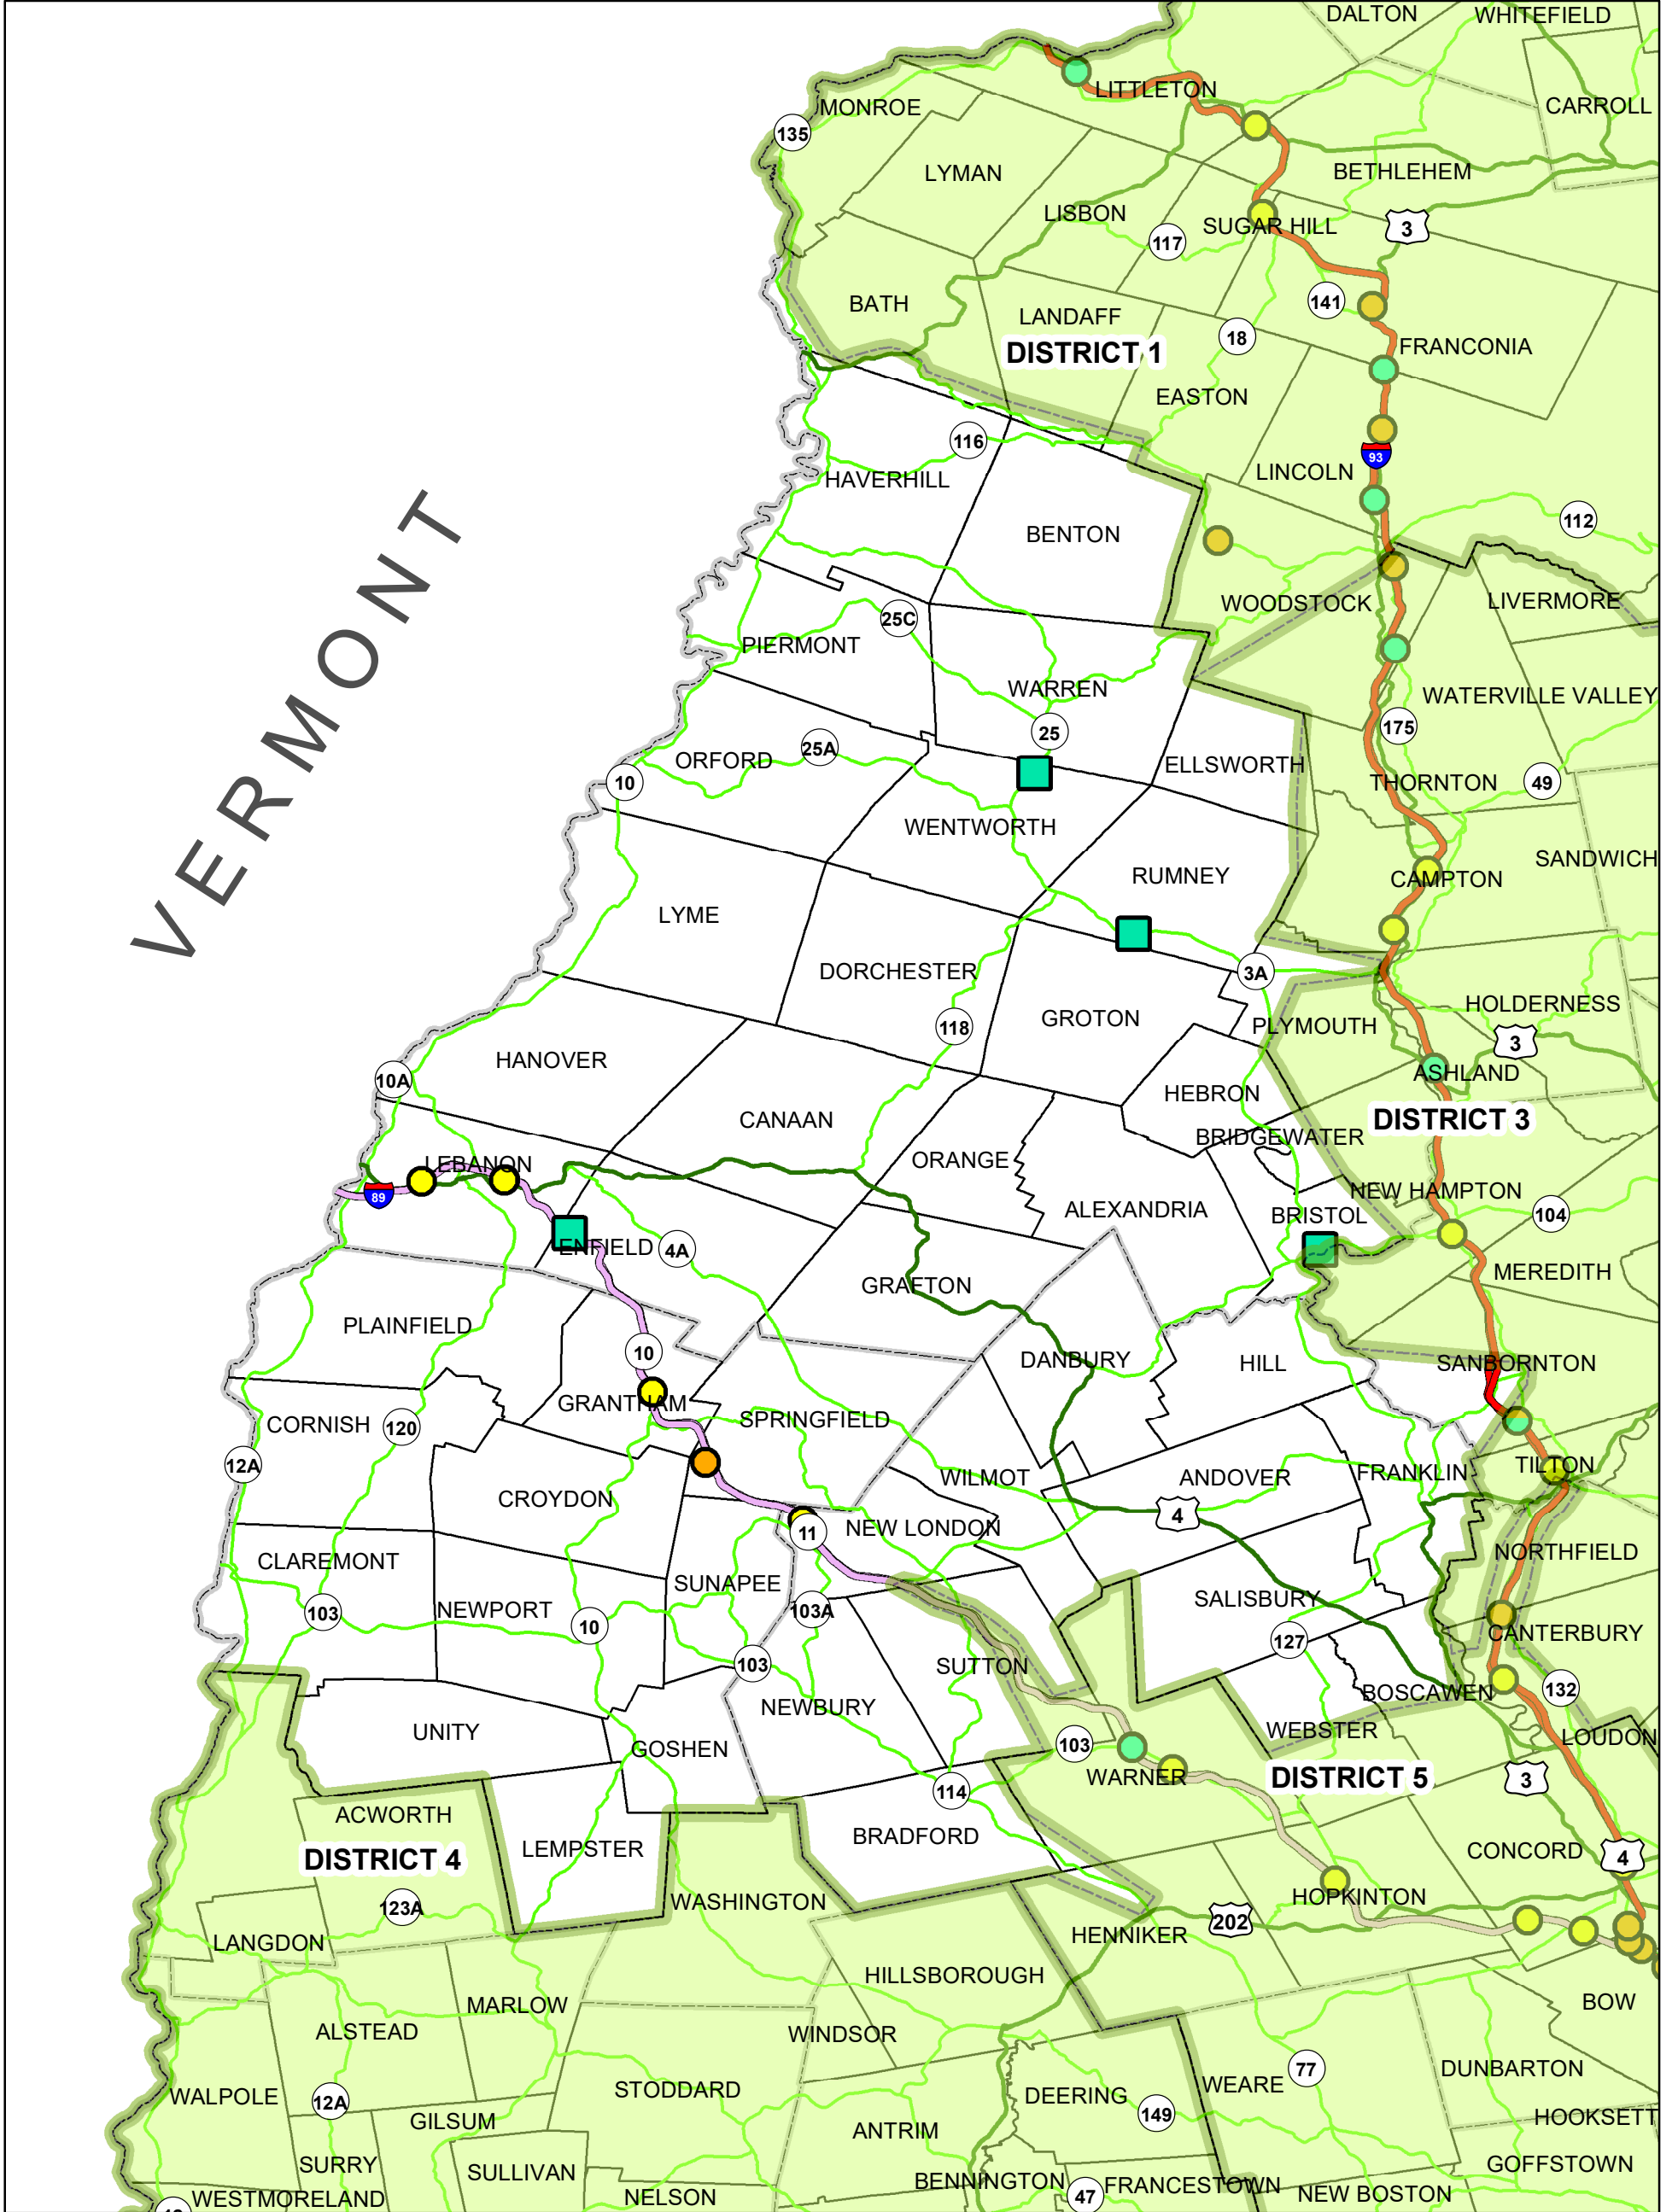 DALTON
WHITEFIELD
LITTLETON
MONROE
CARROLL
135
LYMAN
BETHLEHEM
LISBON
SUGAR HILL
3
117
BATH
LANDAFF
141
18
FRANCONIA
DISTRICT 1
EASTON
116
93
HAVERHILL
LINCOLN
BENTON
112
VERMONT
25C
WOODSTOCK
LIVERMORE
PIERMONT
WARREN
WATERVILLE VALLEY
25
175
25A
ORFORD
ELLSWORTH
10
THORNTON
49
WENTWORTH
SANDWICH
RUMNEY
CAMPTON
LYME
DORCHESTER
3A
HOLDERNESS
118
GROTON
PLYMOUTH
3
HANOVER
10A
ASHLAND
HEBRON
CANAAN
DISTRICT 3
BRIDGEWATER
LEBANON
ORANGE
89
NEW HAMPTON
ALEXANDRIA
BRISTOL
104
ENFIELD
4A
GRAFTON
MEREDITH
PLAINFIELD
10
DANBURY
HILL
SANBORNTON
GRANTHAM
CORNISH
120
SPRINGFIELD
12A
WILMOT
ANDOVER
FRANKLIN
TILTON
CROYDON
4
11
NEW LONDON
CLAREMONT
NORTHFIELD
SUNAPEE
SALISBURY
103
NEWPORT
10
103A
127
CANTERBURY
103
SUTTON
132
NEWBURY
BOSCAWEN
UNITY
WEBSTER
LOUDON
GOSHEN
103
WARNER
DISTRICT 5
3
114
ACWORTH
BRADFORD
LEMPSTER
CONCORD
4
DISTRICT 4
HOPKINTON
WASHINGTON
123A
202
HENNIKER
LANGDON
HILLSBOROUGH
MARLOW
BOW
ALSTEAD
WINDSOR
77
DUNBARTON
WEARE
STODDARD
WALPOLE
DEERING
12A
149
GILSUM
HOOKSETT
ANTRIM
SURRY
GOFFSTOWN
SULLIVAN
BENNINGTON
FRANCESTOWN
NEW BOSTON
WESTMORELAND
NELSON
47